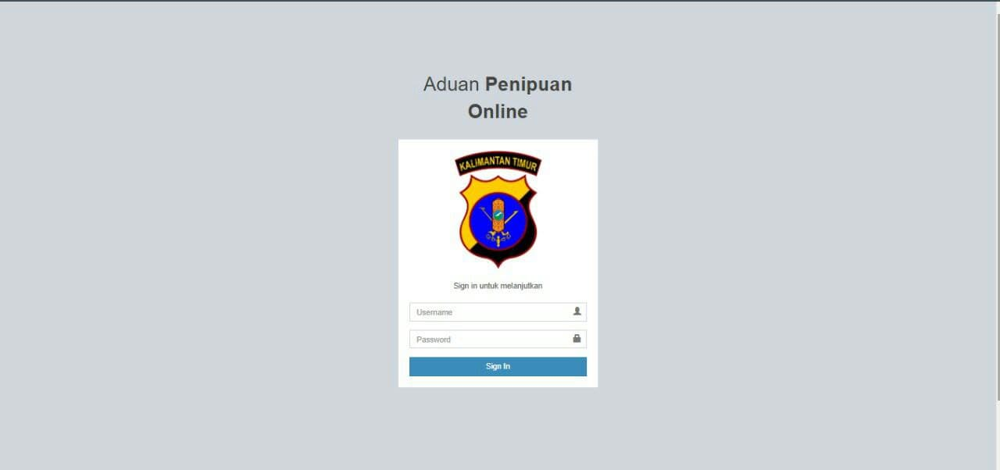 Aduan Penipuan
Online
KALIMANTAN TIMUR
Sign in untuk melanjutkan
Username
Password
Sign In